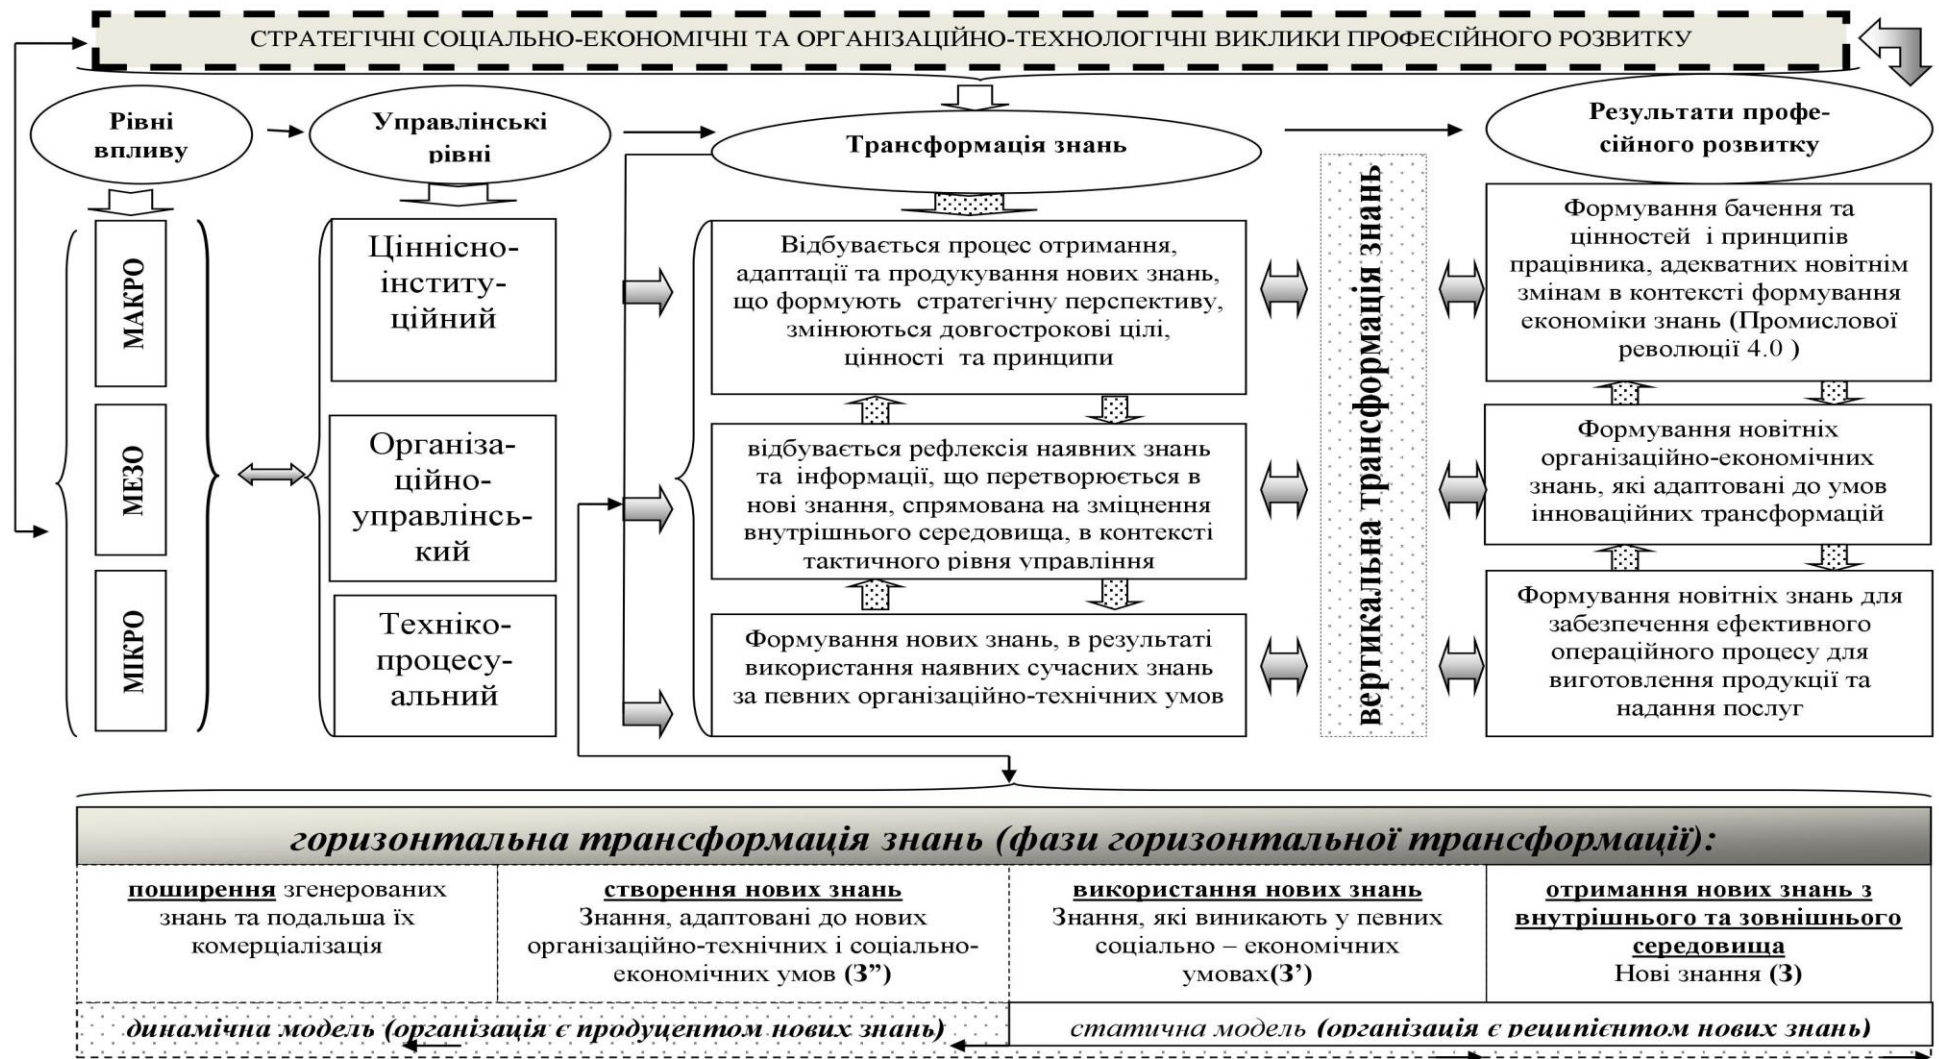 СТРАТЕГІЧНІ СОЦІАЛЬНО-ЕКОНОМІЧНІ ТА ОРГАНІЗАЦІЙНО-ТЕХНОЛОГІЧНІ ВИКЛИКИ ПРОФЕСІЙНОГО РОЗВИТКУ
Рівні
впливу
Управлінські
рівні
Трансформація знань
Результати профе-
сійного розвитку
МАКРО
МЕЗО
МІКРО
Ціннісно-
інститу-
ційний
Організа-
ційно-
управлінсь-
кий
Техніко-
процесу-
альний
Відбувається процес отримання,
адаптації та продукування нових знань,
що формують стратегічну перспективу,
змінюються довгострокові цілі,
цінності та принципи
відбувається рефлексія наявних знань
та інформації, що перетворюється в
нові знання, спрямована на зміцнення
внутрішнього середовища, в контексті
тактичного рівня управління
Формування нових знань, в результаті
використання наявних сучасних знань
за певних організаційно-технічних умов
вертикальна трансформація знань
Формування бачення та
цінностей і принципів
працівника, адекватних новітнім
змінам в контексті формування
економіки знань (Промислової
революції 4.0 )
Формування новітніх
організаційно-економічних
знань, які адаптовані до умов
інноваційних трансформацій
Формування новітніх знань для
забезпечення ефективного
операційного процесу для
виготовлення продукції та
надання послуг
горизонтальна трансформація знань (фази горизонтальної трансформації):
поширення згенерованих
знань та подальша їх
комерціалізація
створення нових знань
Знання, адаптовані до нових
організаційно-технічних і соціально-
економічних умов (З”)
використання нових знань
Знання, які виникають у певних
соціально – економічних
умовах(З’)
отримання нових знань з
внутрішнього та зовнішнього
середовища
Нові знання (З)
динамічна модель (організація є продуцентом нових знань)
статична модель (організація є реципієнтом нових знань)